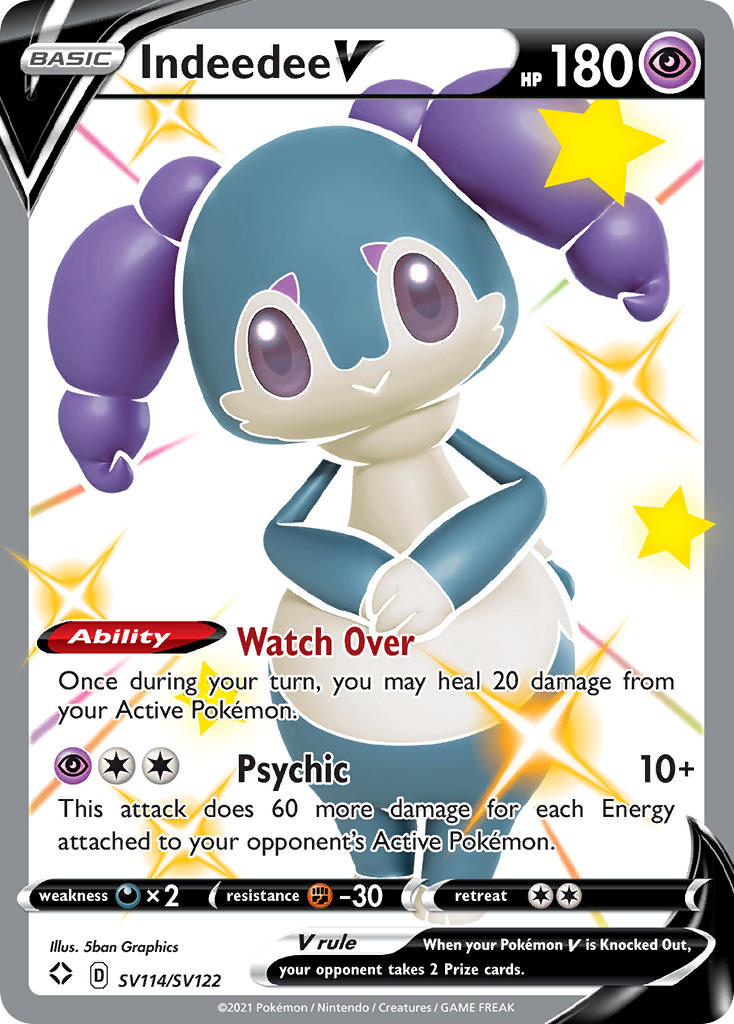 BASIC Indeedee V HP 180
Ability Watch Over
Once during your turn, you may heal 20 damage from
your Active Pokémon.
Psychic 10+
This attack does 60 more damage for each Energy
attached to your opponent's Active Pokémon.
weakness ×2 resistance -30 retreat
Illus. 5ban Graphics
V rule When your Pokémon V is Knocked Out,
your opponent takes 2 Prize cards.
D SV114/SV122
©2021 Pokémon / Nintendo / Creatures / GAME FREAK